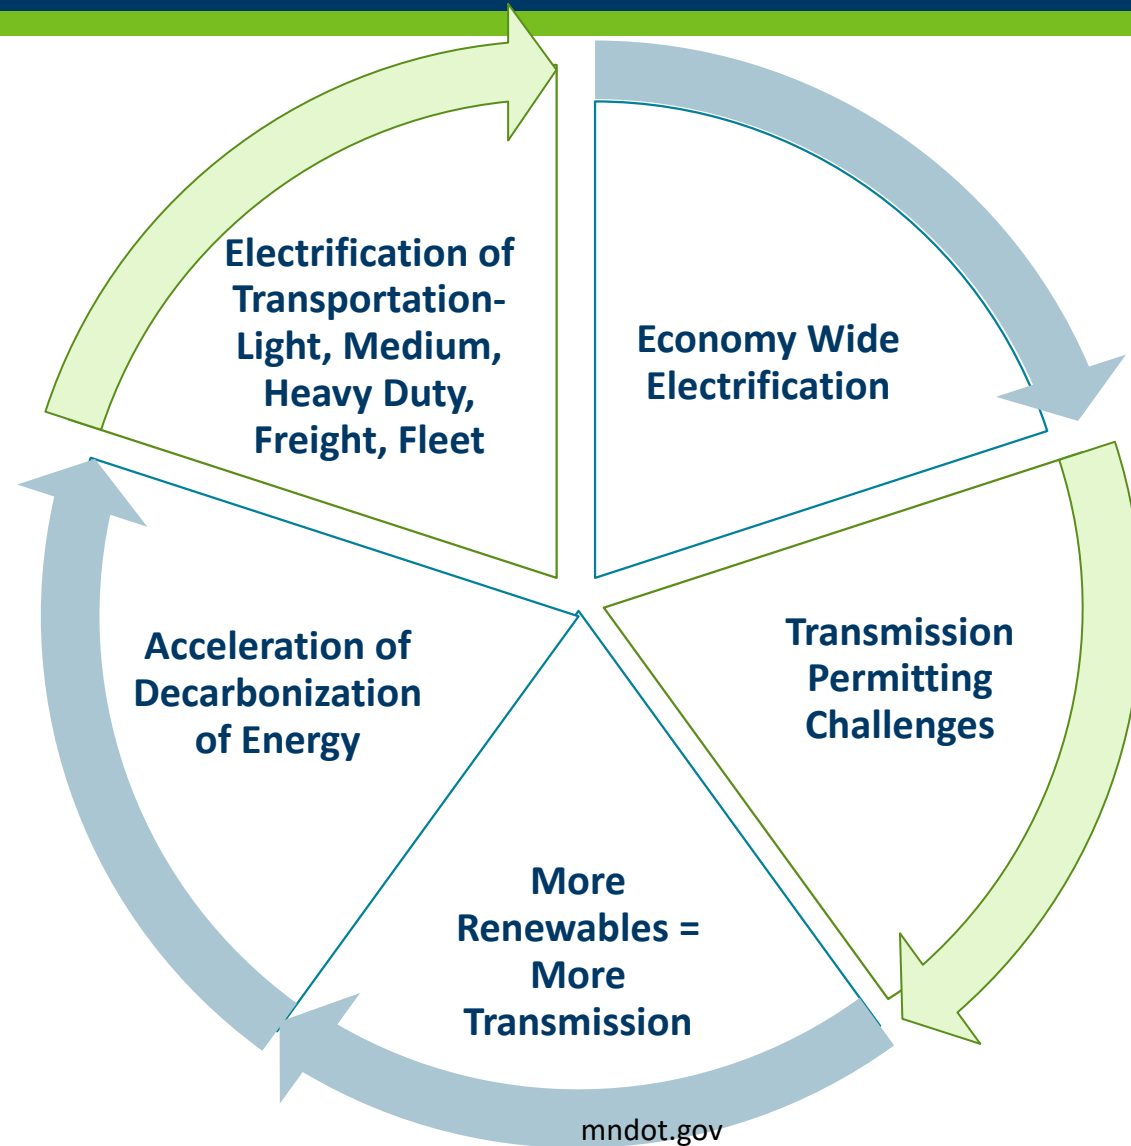 Electrification of
Transportation-
Light, Medium,
Heavy Duty,
Freight, Fleet
Economy Wide
Electrification
Transmission
Permitting
Challenges
More
Renewables =
More
Transmission
Acceleration of
Decarbonization
of Energy
mndot.gov